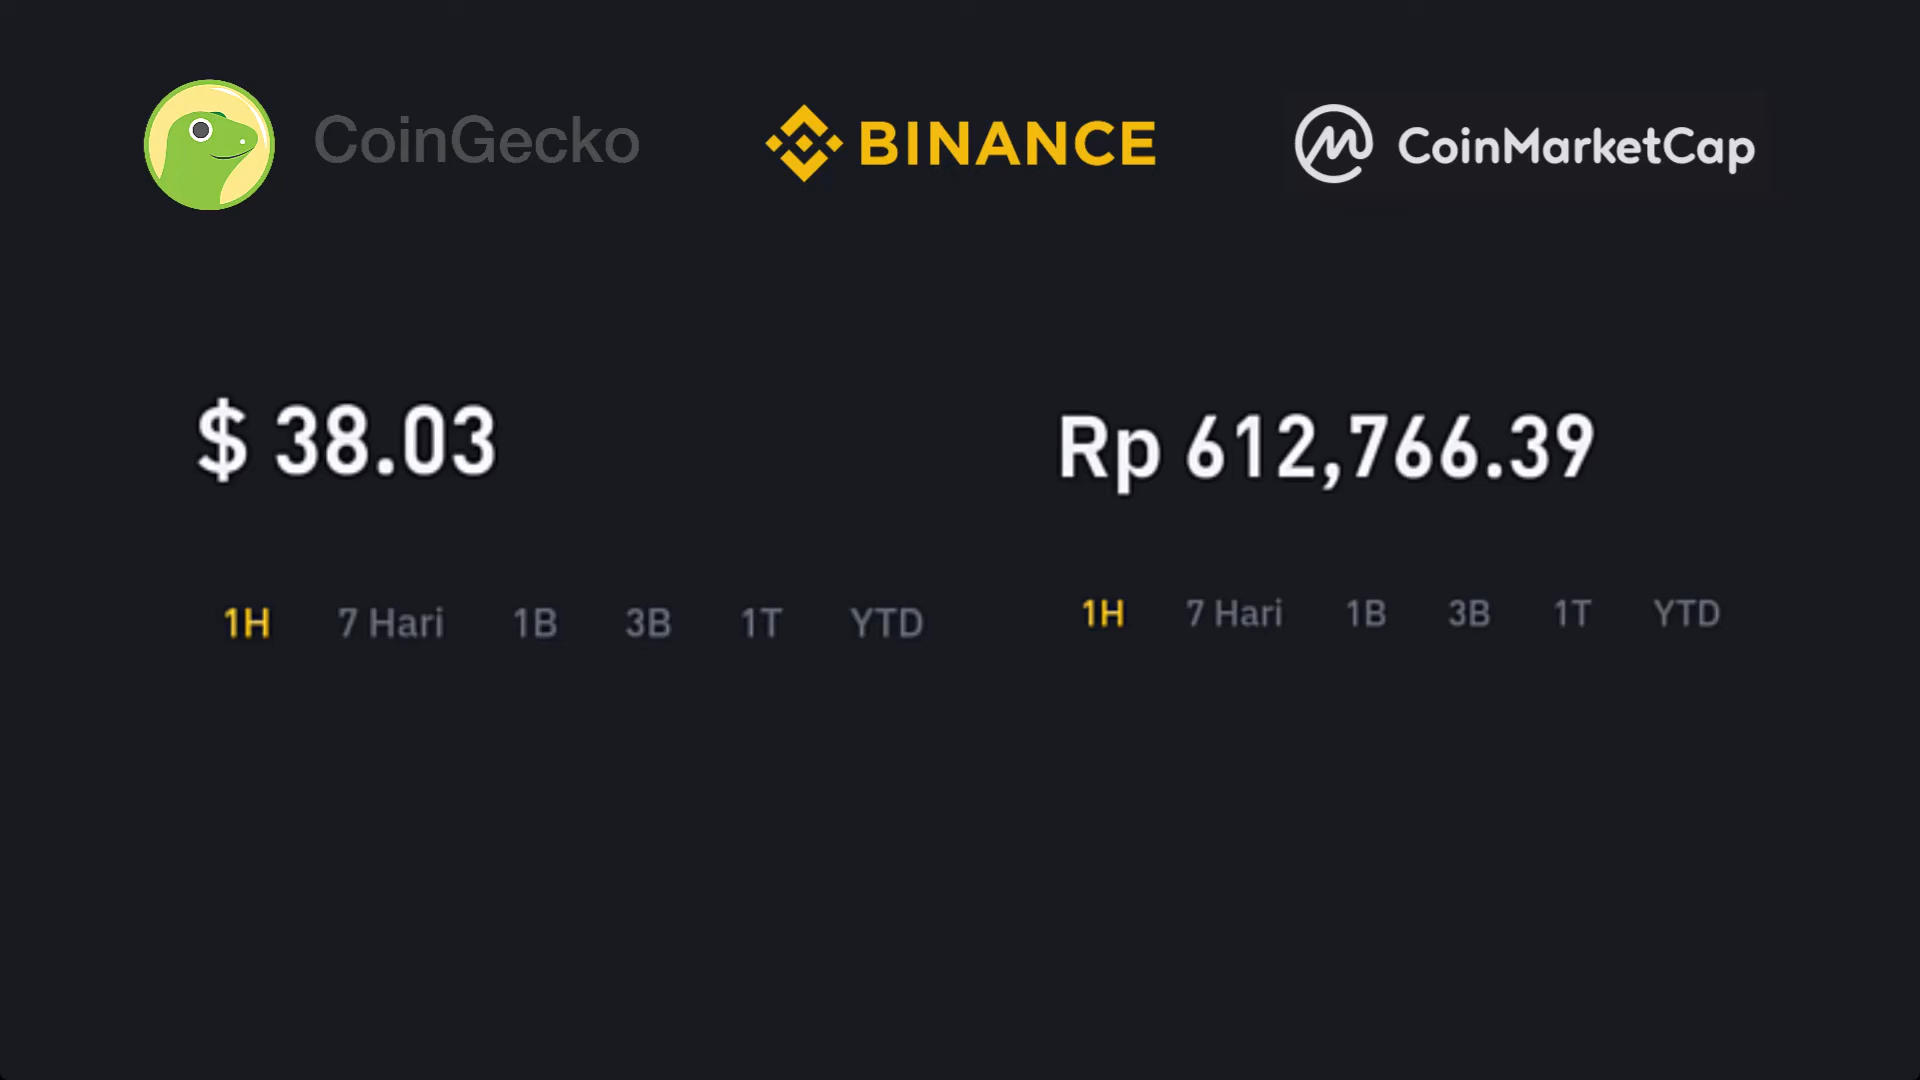 CoinGecko BINANCE CoinMarketCap
$ 38.03
Rp 612,766.39
1H 7 Hari 1B 3B 1T YTD
1H 7 Hari 1B 3B 1T YTD